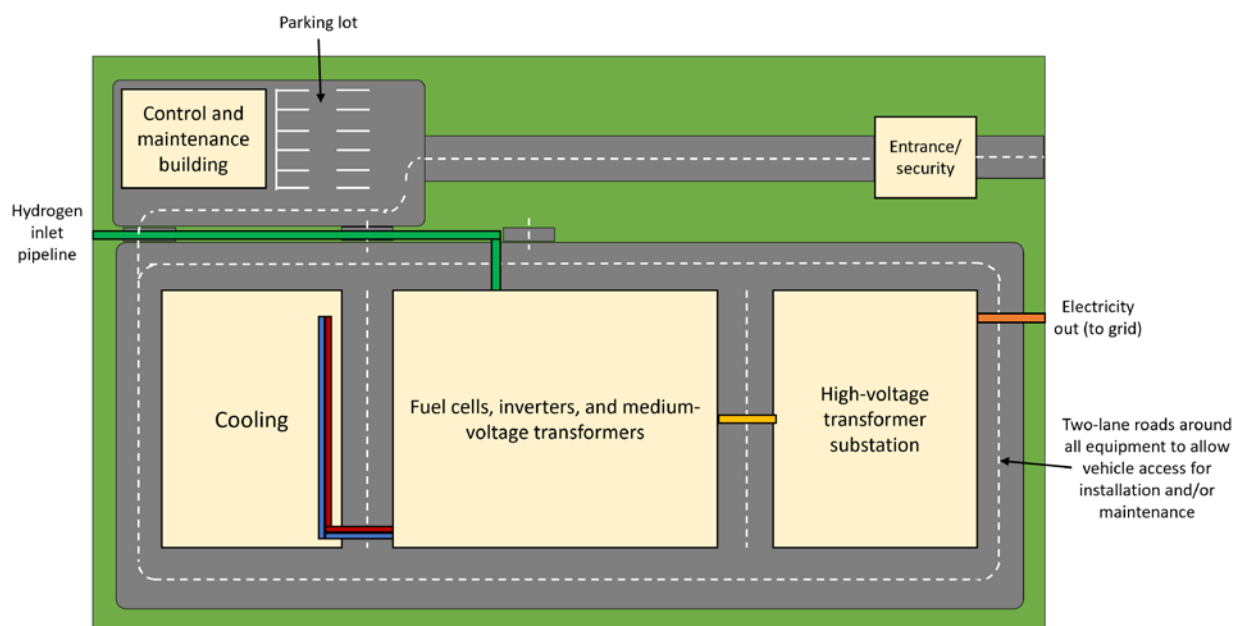 Parking lot
Control and
maintenance
building
Entrance/
security
Hydrogen
inlet
pipeline
Electricity
out (to grid)
Cooling
Fuel cells, inverters, and medium-
voltage transformers
High-voltage
transformer
substation
Two-lane roads around
all equipment to allow
vehicle access for
installation and/or
maintenance